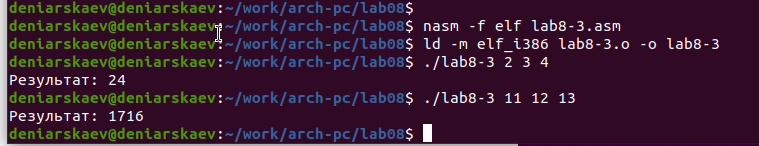 deniarskaev@deniarskaev:~/work/arch-pc/lab08$
deniarskaev@deniarskaev:~/work/arch-pc/lab08$ nasm -f elf lab8-3.asm
deniarskaev@deniarskaev:~/work/arch-pc/lab08$ ld -m elf_i386 lab8-3.o -o lab8-3
deniarskaev@deniarskaev:~/work/arch-pc/lab08$ ./lab8-3 2 3 4
Результат: 24
deniarskaev@deniarskaev:~/work/arch-pc/lab08$ ./lab8-3 11 12 13
Результат: 1716
deniarskaev@deniarskaev:~/work/arch-pc/lab08$